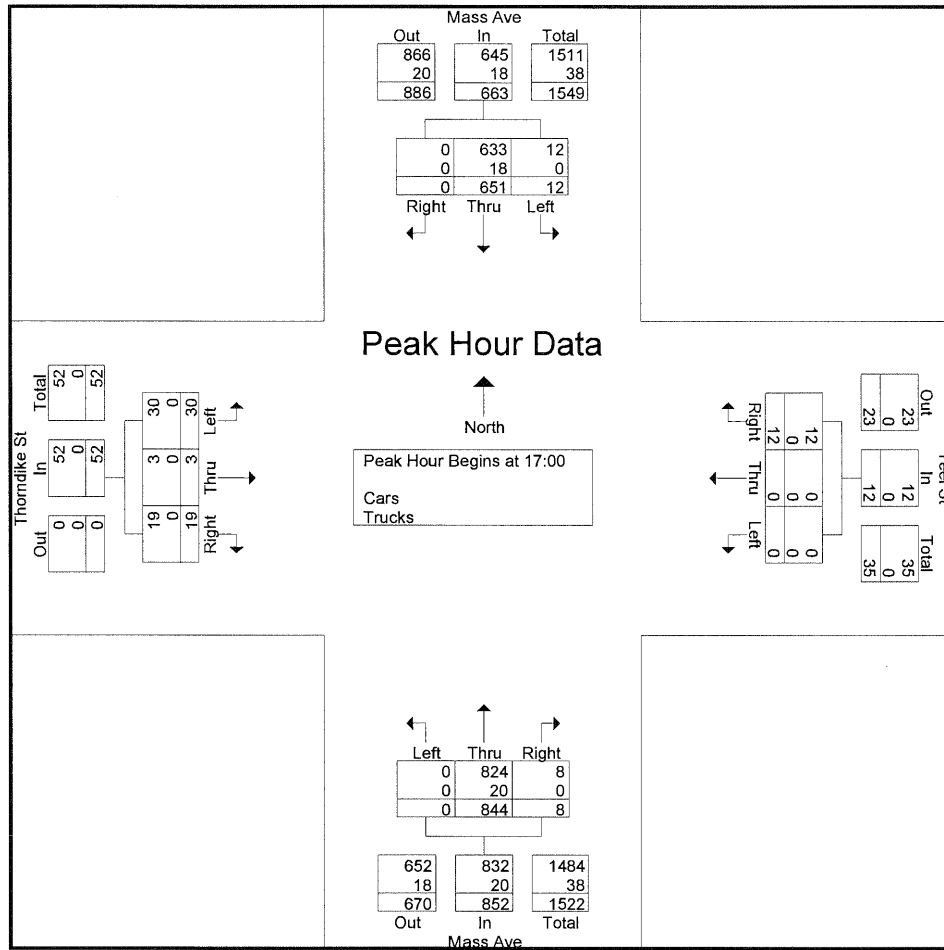 Mass Ave
Out In Total
866 645 1511
20 18 38
886 663 1549
0 633 12
0 18 0
0 651 12
Right Thru Left
Peak Hour Data
North
Peak Hour Begins at 17:00
Cars
Trucks
Thorndike St
Total In Out
52 52 0
0 0 0
52 52 0
30 3 19
0 0 0
30 3 19
Left Thru Right
Right Thru Left
12 0 0
0 0 0
12 0 0
Out In Total
23 12 35
0 0 0
23 12 35
St
Left Thru Right
0 824 8
0 20 0
0 844 8
652 832 1484
18 20 38
670 852 1522
Out In Total
Mass Ave